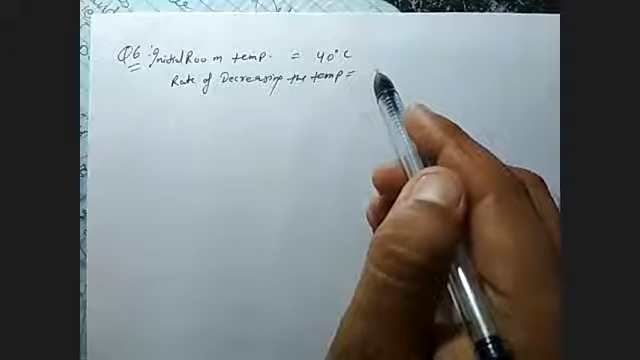 Q6 Initial Room temp. = 40°C
Rate of Decreasing the temp =